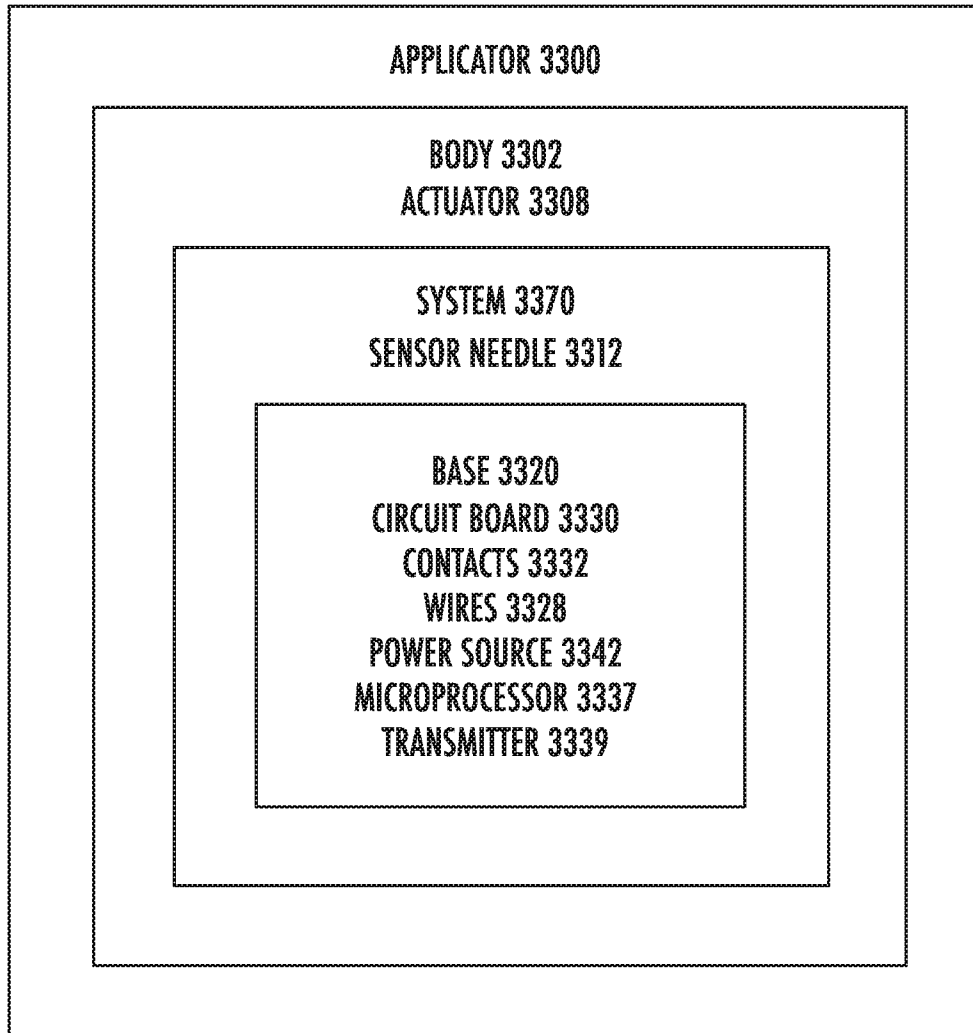 APPLICATOR 3300
BODY 3302
ACTUATOR 3308
SYSTEM 3370
SENSOR NEEDLE 3312
BASE 3320
CIRCUIT BOARD 3330
CONTACTS 3332
WIRES 3328
POWER SOURCE 3342
MICROPROCESSOR 3337
TRANSMITTER 3339